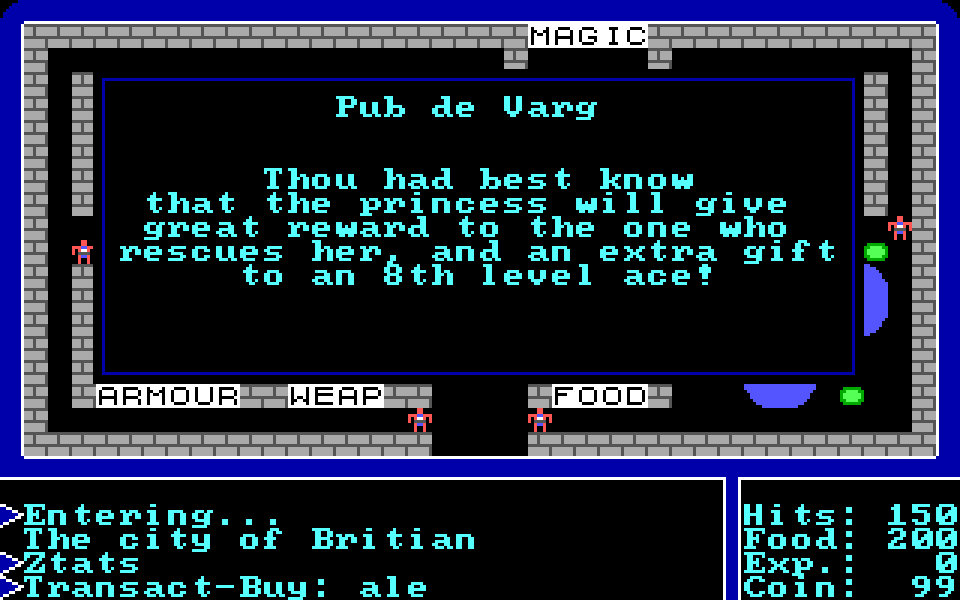 MAGIC
Pub de Varg
Thou had best know
that the princess will give
great reward to the one who
rescues her, and an extra gift
to an 8th level ace!
ARMOUR WEAP FOOD
Entering...
The city of Britian
Ztats
Transact-Buy: ale
Hits: 150
Food: 200
Exp.: 0
Coin: 99